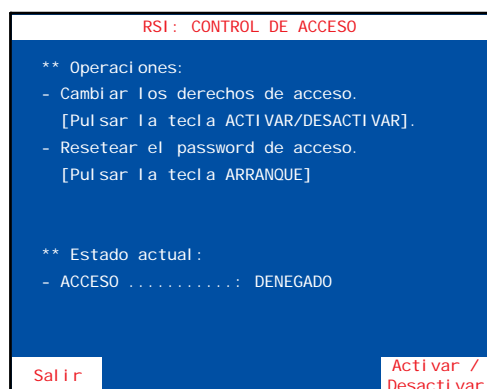 RSI: CONTROL DE ACCESO
** Operaciones:
- Cambiar los derechos de acceso.
[Pulsar la tecla ACTIVAR/DESACTIVAR].
- Resetear el password de acceso.
[Pulsar la tecla ARRANQUE]
** Estado actual:
- ACCESO ...........: DENEGADO
Salir
Activar /
Desactivar